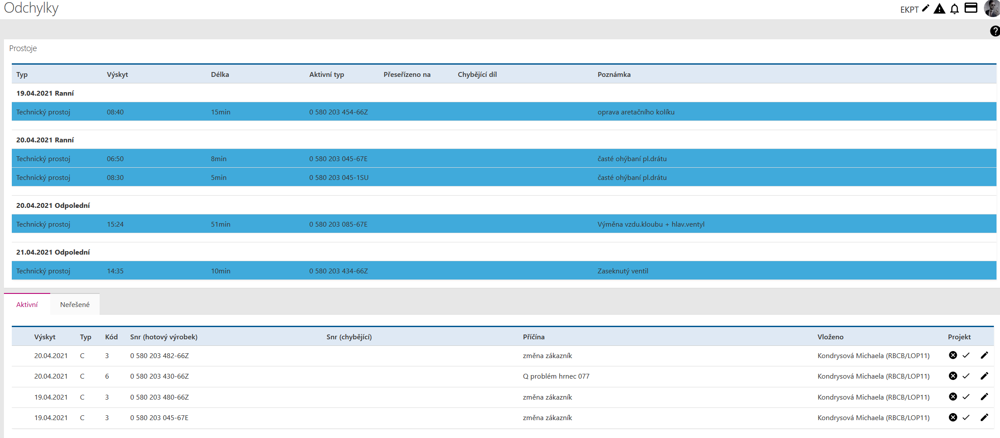 Odchylky
EKPT
Prostoje
Typ Výskyt Délka Aktivní typ Přeseřízeno na Chybějící díl Poznámka
19.04.2021 Ranní
Technický prostoj 08:40 15min 0 580 203 454-66Z oprava aretačního kolíku
20.04.2021 Ranní
Technický prostoj 06:50 8min 0 580 203 045-67E časté ohýbaní pl.drátu
Technický prostoj 08:30 5min 0 580 203 045-1SU časté ohýbaní pl.drátu
20.04.2021 Odpolední
Technický prostoj 15:24 51min 0 580 203 085-67E Výměna vzdu.kloubu + hlav.ventyl
21.04.2021 Odpolední
Technický prostoj 14:35 10min 0 580 203 434-66Z Zaseknutý ventil
Aktivní Neřešené
Výskyt Typ Kód Snr (hotový výrobek) Snr (chybějící) Příčína Vloženo Projekt
20.04.2021 C 3 0 580 203 482-66Z změna zákazník Kondrysová Michaela (RBCB/LOP11)
20.04.2021 C 6 0 580 203 430-66Z Q problém hrnec 077 Kondrysová Michaela (RBCB/LOP11)
19.04.2021 C 3 0 580 203 480-66Z změna zákazník Kondrysová Michaela (RBCB/LOP11)
19.04.2021 C 3 0 580 203 045-67E změna zákazník Kondrysová Michaela (RBCB/LOP11)